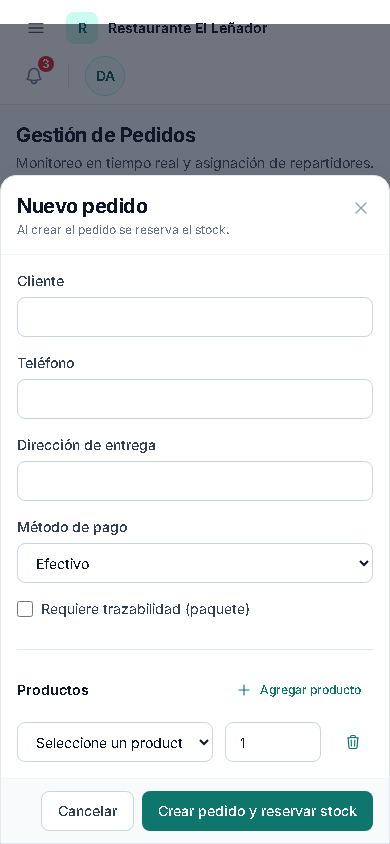 R Restaurante El Leñador
3
DA
Gestión de Pedidos
Monitoreo en tiempo real y asignación de repartidores.
Nuevo pedido
Al crear el pedido se reserva el stock.
Cliente
Teléfono
Dirección de entrega
Método de pago
Efectivo
Requiere trazabilidad (paquete)
Productos
Agregar producto
Seleccione un product
1
Cancelar
Crear pedido y reservar stock